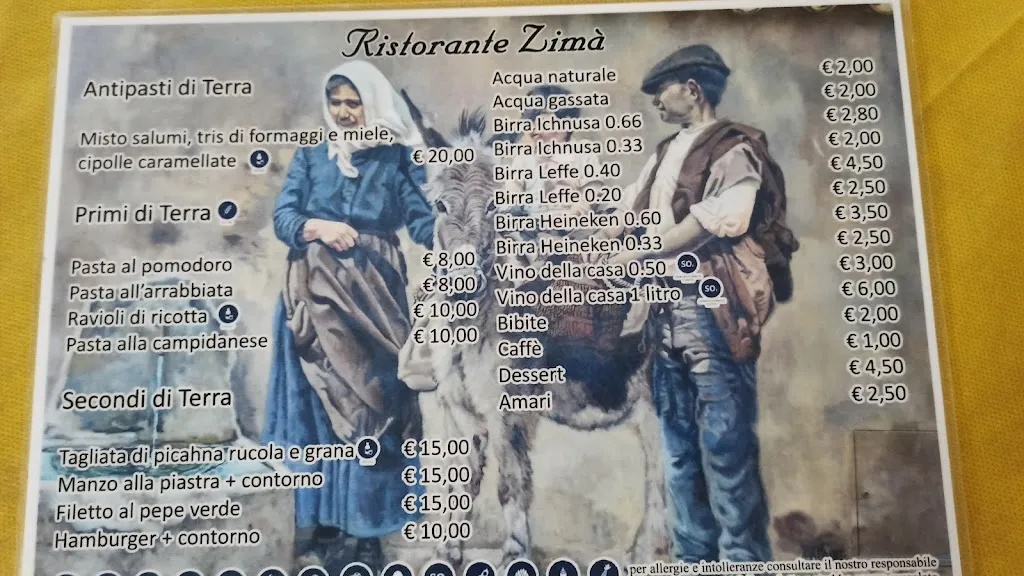 Ristorante Zimà
Antipasti di Terra
Misto salumi, tris di formaggi e miele,
cipolle caramellate € 20,00
Primi di Terra
Pasta al pomodoro € 8,00
Pasta all'arrabbiata € 8,00
Ravioli di ricotta € 10,00
Pasta alla campidanese € 10,00
Secondi di Terra
Tagliata di picahna rucola e grana € 15,00
Manzo alla piastra + contorno € 15,00
Filetto al pepe verde € 15,00
Hamburger + contorno € 10,00
Acqua naturale € 2,00
Acqua gassata € 2,00
Birra Ichnusa 0.66 € 2,80
Birra Ichnusa 0.33 € 2,00
Birra Leffe 0.40 € 4,50
Birra Leffe 0.20 € 2,50
Birra Heineken 0.60 € 3,50
Birra Heineken 0.33 € 2,50
Vino della casa 0.50 SO₂ € 3,00
Vino della casa 1 litro SO₂ € 6,00
Bibite € 2,00
Caffè € 1,00
Dessert € 4,50
Amari € 2,50
per allergie e intolleranze consultare il nostro responsabile